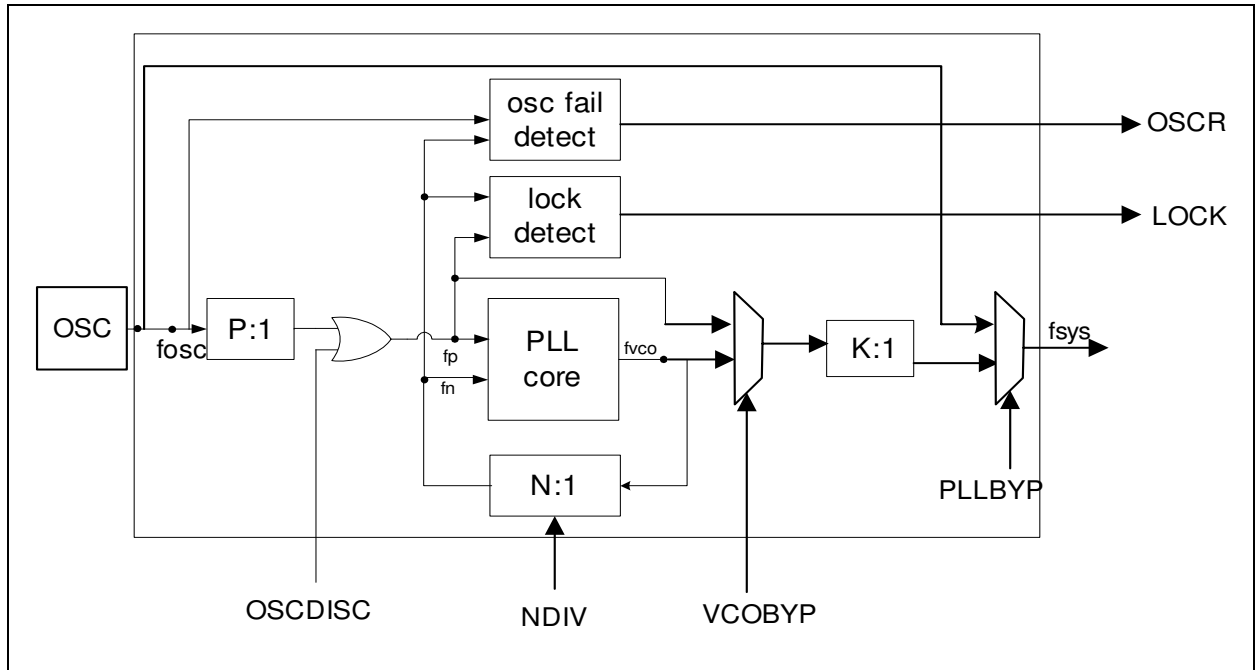 osc fail
detect
OSCR
lock
detect
LOCK
OSC
fosc
P:1
fp
fn
PLL
core
fvco
K:1
fsys
N:1
PLLBYP
OSCDISC
NDIV
VCOBYP